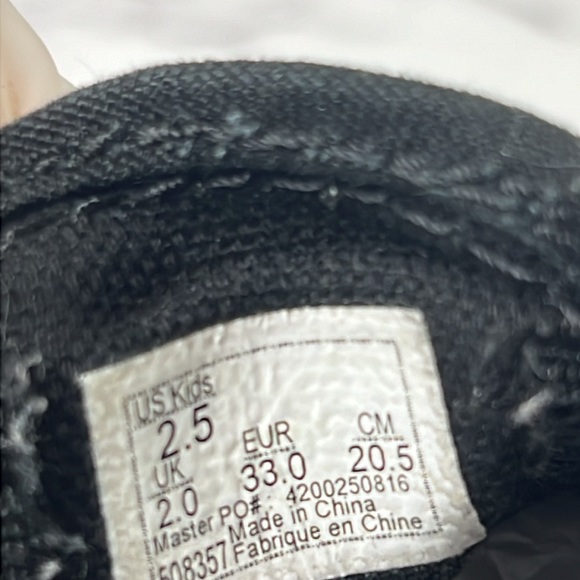 US Kids
2.5
EUR
CM
UK
33.0
20.5
2.0
Master PO#: 4200250816
Made in China
508357 Fabrique en Chine